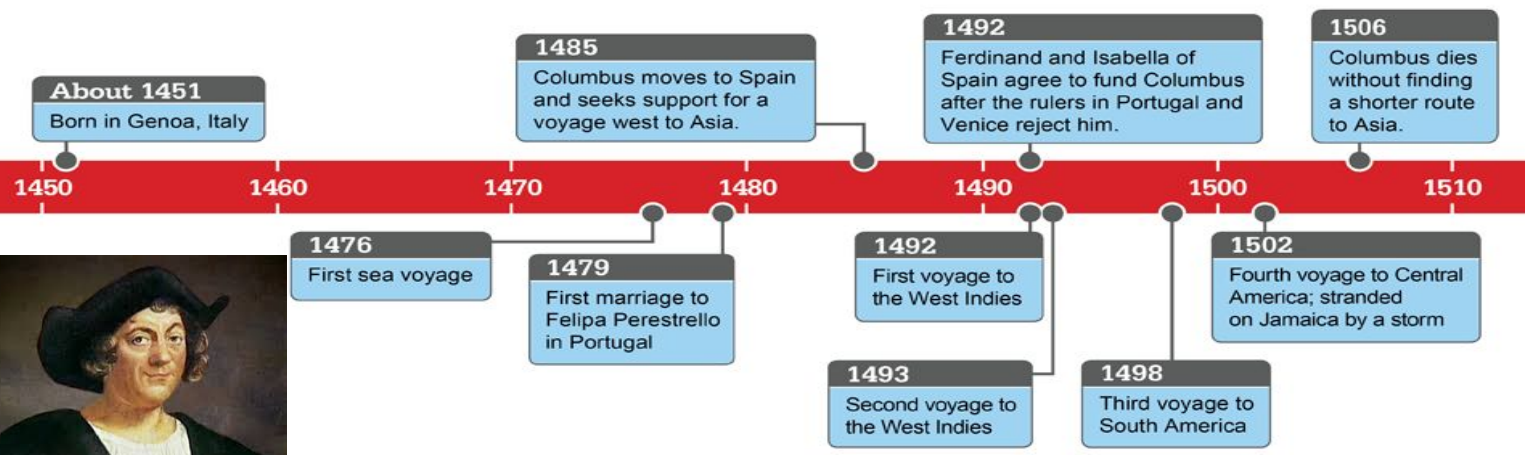 About 1451
Born in Genoa, Italy
1485
Columbus moves to Spain
and seeks support for a
voyage west to Asia.
1492
Ferdinand and Isabella of
Spain agree to fund Columbus
after the rulers in Portugal and
Venice reject him.
1506
Columbus dies
without finding
a shorter route
to Asia.
1450
1460
1470
1480
1490
1500
1510
1476
First sea voyage
1479
First marriage to
Felipa Perestrello
in Portugal
1492
First voyage to
the West Indies
1493
Second voyage to
the West Indies
1498
Third voyage to
South America
1502
Fourth voyage to Central
America; stranded
on Jamaica by a storm